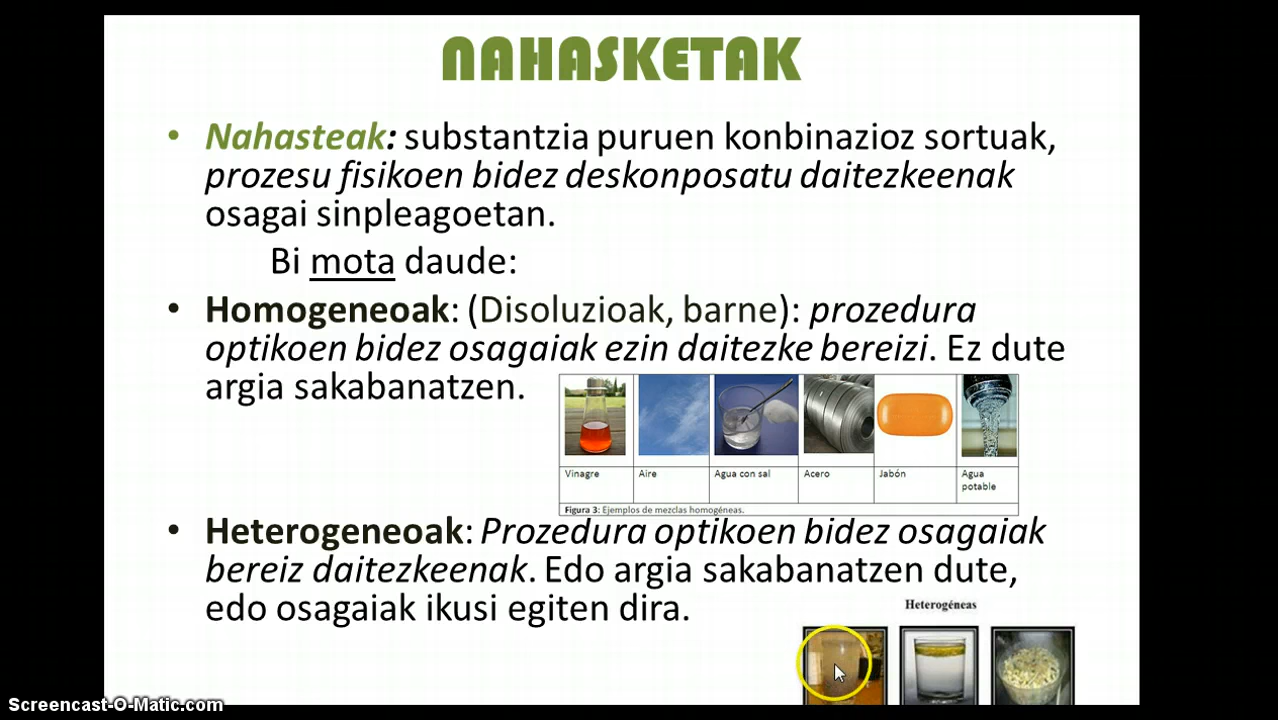 NAHASKETAK
• Nahasteak: substantzia puruen konbinazioz sortuak,
prozesu fisikoen bidez deskonposatu daitezkeenak
osagai sinpleagoetan.
Bi mota daude:
• Homogeneoak: (Disoluzioak, barne): prozedura
optikoen bidez osagaiak ezin daitezke bereizi. Ez dute
argia sakabanatzen.
Vinagre Aire Agua con sal Acero Jabón Agua
potable
Figura 3: Ejemplos de mezclas homogéneas.
• Heterogeneoak: Prozedura optikoen bidez osagaiak
bereiz daitezkeenak. Edo argia sakabanatzen dute,
edo osagaiak ikusi egiten dira.
Heterogéneas
Screencast-O-Matic.com